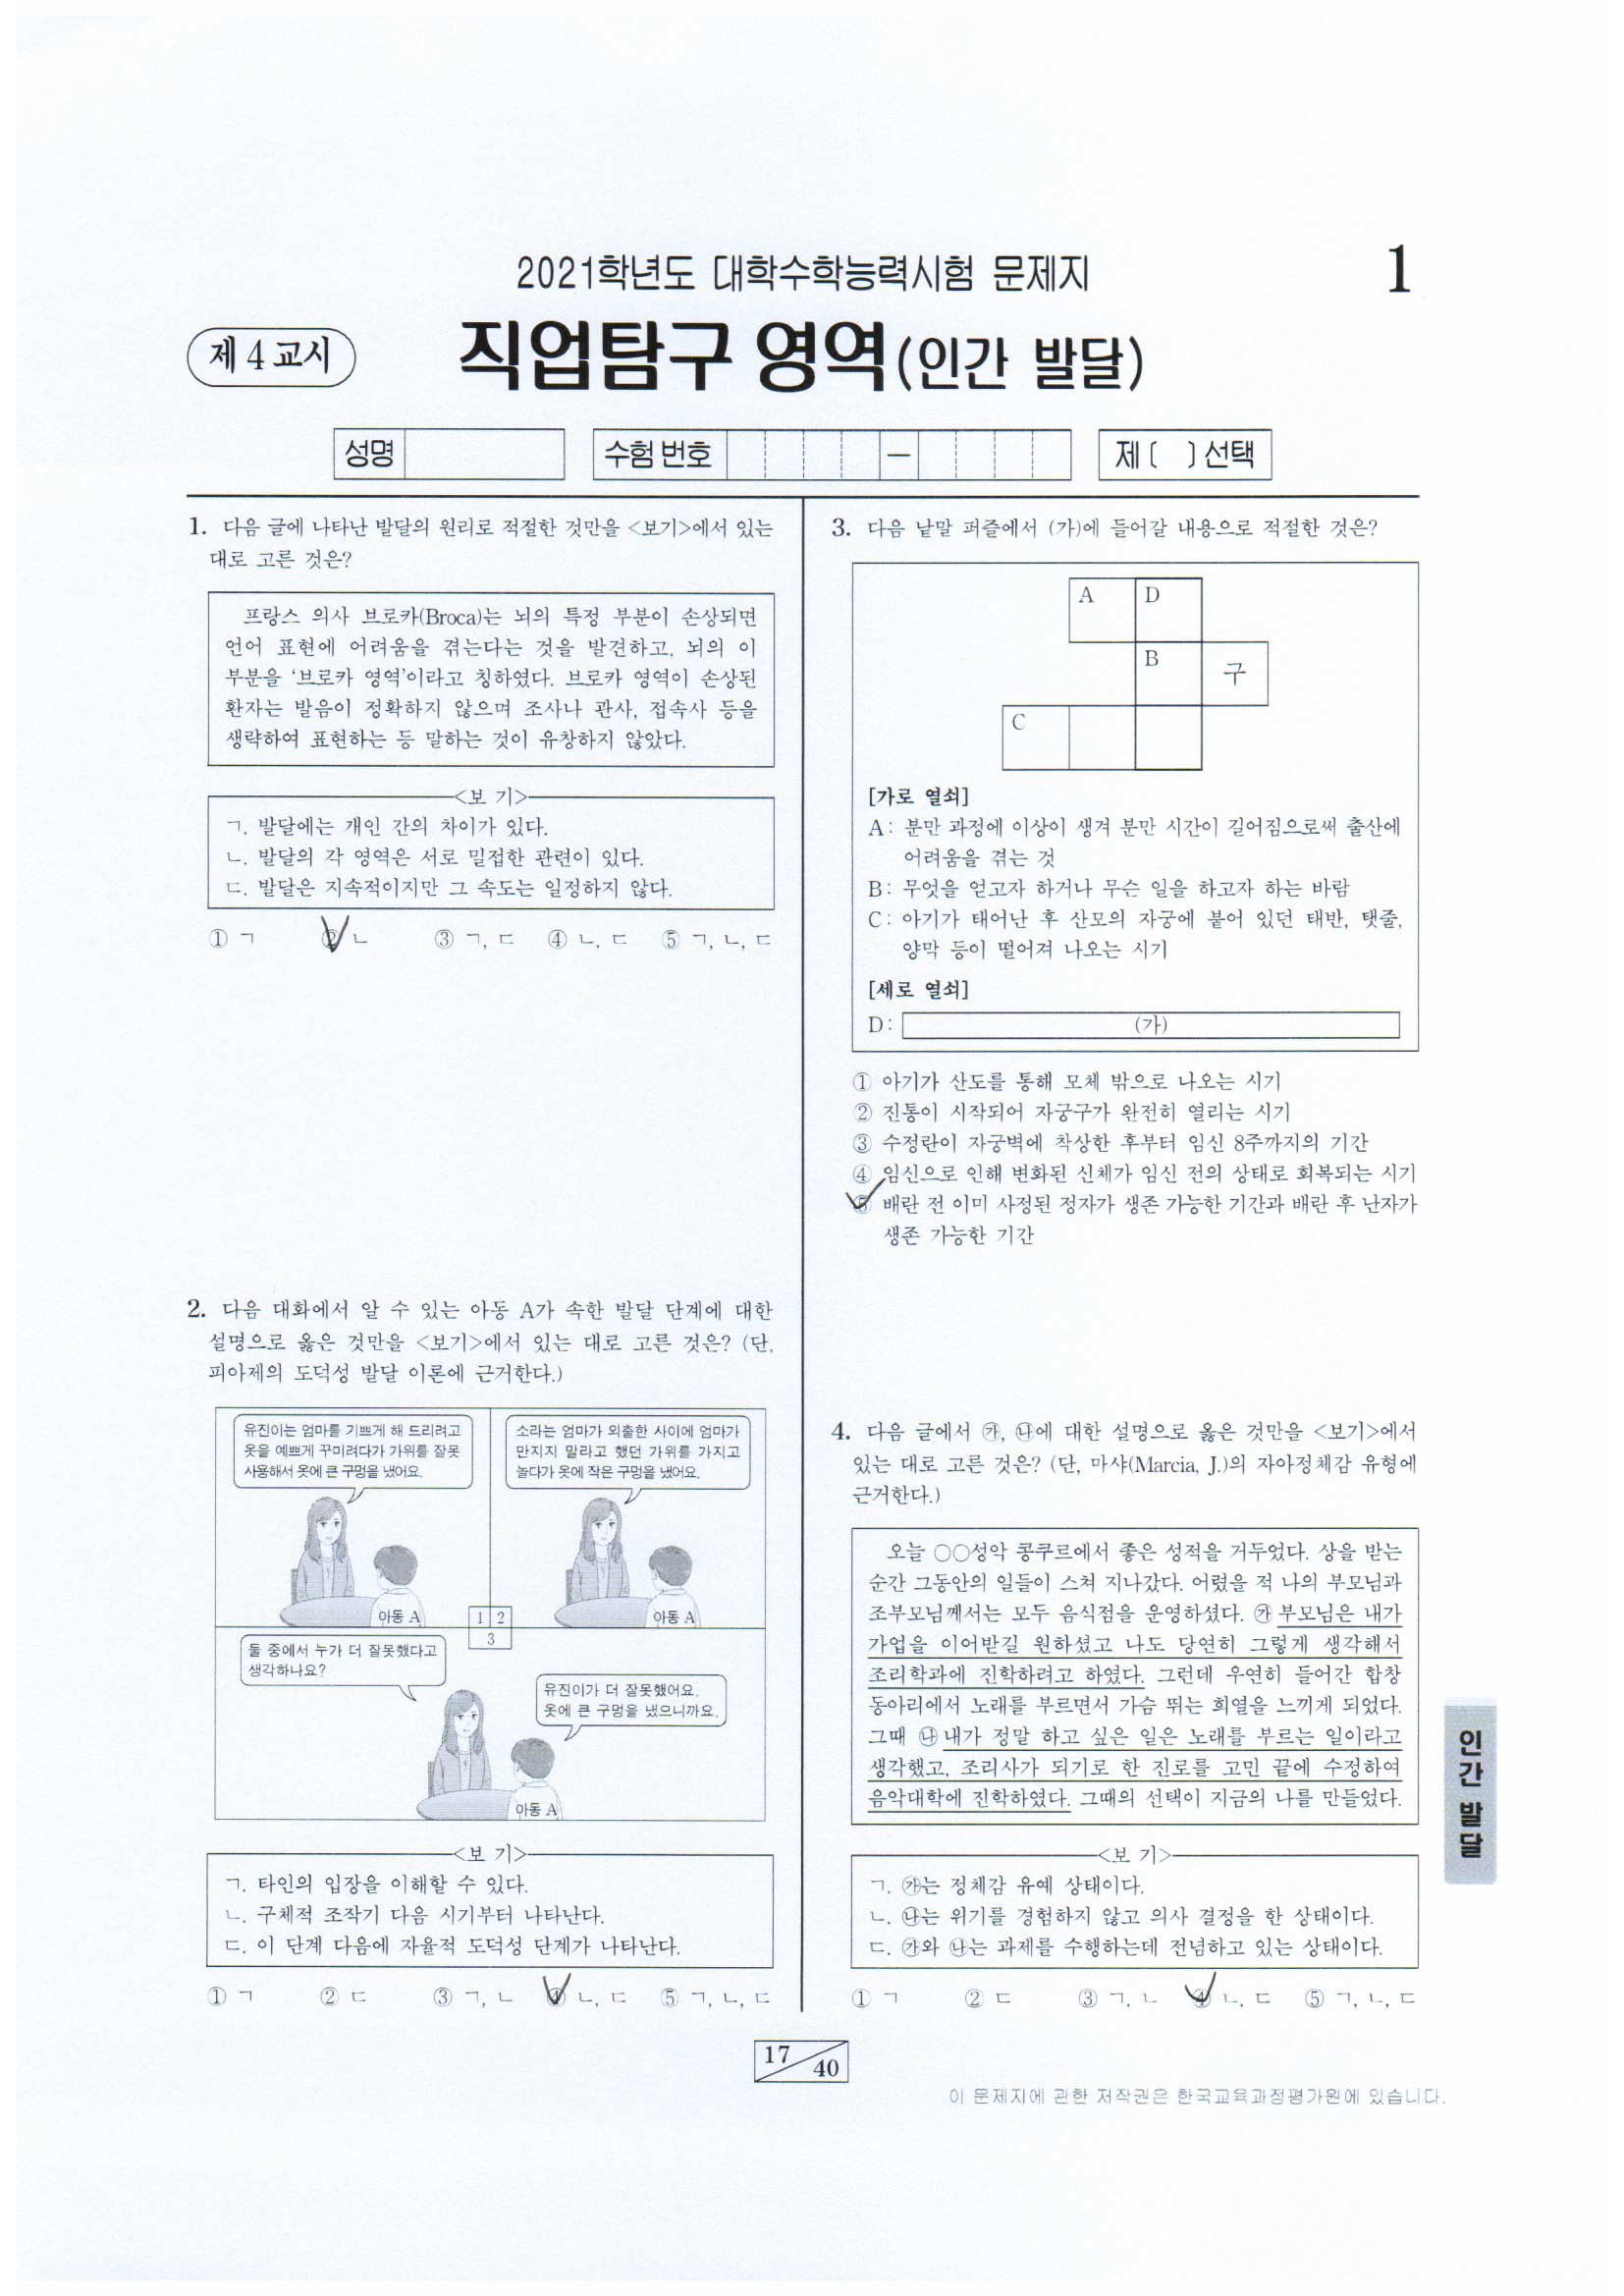 2021학년도 대학수학능력시험 문제지
1
제 4 교시
직업탐구 영역(인간 발달)
성명
수험 번호
—
제 〔 〕 선택
1. 다음 글에 나타난 발달의 원리로 적절한 것만을 <보기>에서 있는
대로 고른 것은?
프랑스 의사 브로카(Broca)는 뇌의 특정 부분이 손상되면
언어 표현에 어려움을 겪는다는 것을 발견하고, 뇌의 이
부분을 ‘브로카 영역’이라고 칭하였다. 브로카 영역이 손상된
환자는 발음이 정확하지 않으며 조사나 관사, 접속사 등을
생략하여 표현하는 등 말하는 것이 유창하지 않았다.
<보 기>
ㄱ. 발달에는 개인 간의 차이가 있다.
ㄴ. 발달의 각 영역은 서로 밀접한 관련이 있다.
ㄷ. 발달은 지속적이지만 그 속도는 일정하지 않다.
① ㄱ ② ㄴ ③ ㄱ, ㄷ ④ ㄴ, ㄷ ⑤ ㄱ, ㄴ, ㄷ
2. 다음 대화에서 알 수 있는 아동 A가 속한 발달 단계에 대한
설명으로 옳은 것만을 <보기>에서 있는 대로 고른 것은? (단,
피아제의 도덕성 발달 이론에 근거한다.)
유진이는 엄마를 기쁘게 해 드리려고
옷을 예쁘게 꾸미려다가 가위를 잘못
사용해서 옷에 큰 구멍을 냈어요.
아동 A
소라는 엄마가 외출한 사이에 엄마가
만지지 말라고 했던 가위를 가지고
놀다가 옷에 작은 구멍을 냈어요.
아동 A
1 2
3
둘 중에서 누가 더 잘못했다고
생각하나요?
유진이가 더 잘못했어요.
옷에 큰 구멍을 냈으니까요.
아동 A
<보 기>
ㄱ. 타인의 입장을 이해할 수 있다.
ㄴ. 구체적 조작기 다음 시기부터 나타난다.
ㄷ. 이 단계 다음에 자율적 도덕성 단계가 나타난다.
① ㄱ ② ㄷ ③ ㄱ, ㄴ ④ ㄴ, ㄷ ⑤ ㄱ, ㄴ, ㄷ
3. 다음 낱말 퍼즐에서 (가)에 들어갈 내용으로 적절한 것은?
A D
B 구
C
[가로 열쇠]
A: 분만 과정에 이상이 생겨 분만 시간이 길어짐으로써 출산에
어려움을 겪는 것
B: 무엇을 얻고자 하거나 무슨 일을 하고자 하는 바람
C: 아기가 태어난 후 산모의 자궁에 붙어 있던 태반, 탯줄,
양막 등이 떨어져 나오는 시기
[세로 열쇠]
D: (가)
① 아기가 산도를 통해 모체 밖으로 나오는 시기
② 진통이 시작되어 자궁구가 완전히 열리는 시기
③ 수정란이 자궁벽에 착상한 후부터 임신 8주까지의 기간
④ 임신으로 인해 변화된 신체가 임신 전의 상태로 회복되는 시기
⑤ 배란 전 이미 사정된 정자가 생존 가능한 기간과 배란 후 난자가
생존 가능한 기간
4. 다음 글에서 ㉮, ㉯에 대한 설명으로 옳은 것만을 <보기>에서
있는 대로 고른 것은? (단, 마샤(Marcia, J.)의 자아정체감 유형에
근거한다.)
오늘 ○○성악 콩쿠르에서 좋은 성적을 거두었다. 상을 받는
순간 그동안의 일들이 스쳐 지나갔다. 어렸을 적 나의 부모님과
조부모님께서는 모두 음식점을 운영하셨다. ㉮ 부모님은 내가
가업을 이어받길 원하셨고 나도 당연히 그렇게 생각해서
조리학과에 진학하려고 하였다. 그런데 우연히 들어간 합창
동아리에서 노래를 부르면서 가슴 뛰는 희열을 느끼게 되었다.
그때 ㉯ 내가 정말 하고 싶은 일은 노래를 부르는 일이라고
생각했고, 조리사가 되기로 한 진로를 고민 끝에 수정하여
음악대학에 진학하였다. 그때의 선택이 지금의 나를 만들었다.
<보 기>
ㄱ. ㉮는 정체감 유예 상태이다.
ㄴ. ㉯는 위기를 경험하지 않고 의사 결정을 한 상태이다.
ㄷ. ㉮와 ㉯는 과제를 수행하는데 전념하고 있는 상태이다.
① ㄱ ② ㄷ ③ ㄱ, ㄴ ④ ㄴ, ㄷ ⑤ ㄱ, ㄴ, ㄷ
인간 발달
17 40
이 문제지에 관한 저작권은 한국교육과정평가원에 있습니다.